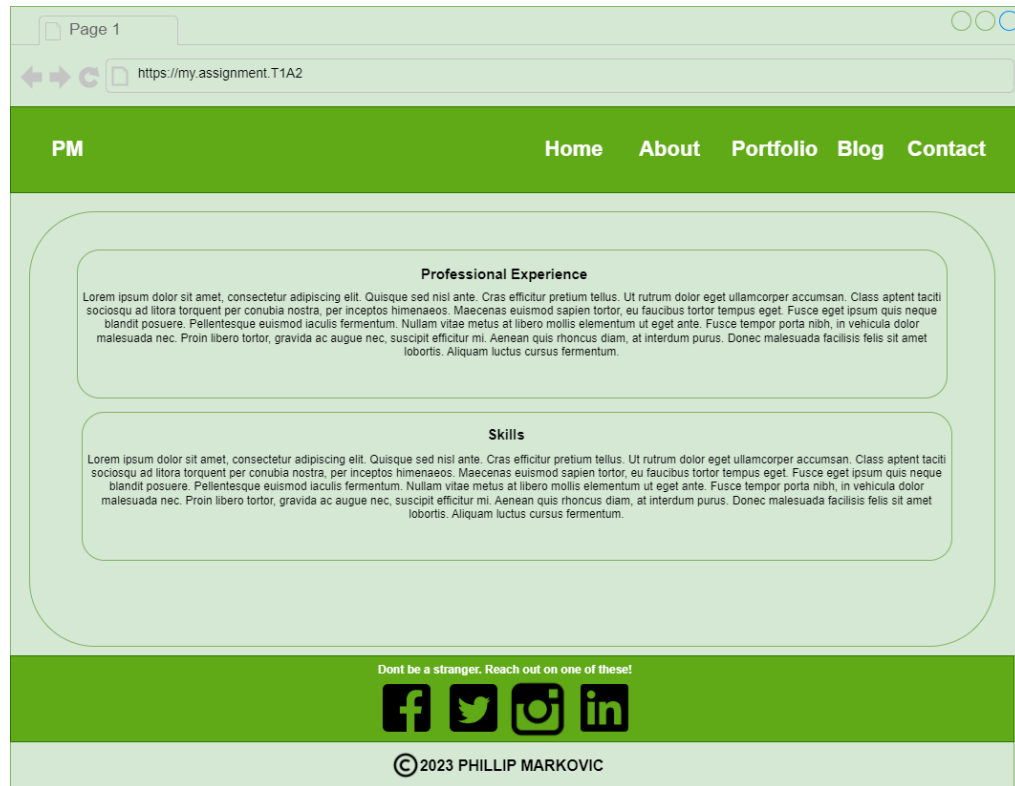 Page 1
https://my.assignment.T1A2
PM Home About Portfolio Blog Contact
Professional Experience
Lorem ipsum dolor sit amet, consectetur adipiscing elit. Quisque sed nisl ante. Cras efficitur pretium tellus. Ut rutrum dolor eget ullamcorper accumsan. Class aptent taciti
sociosqu ad litora torquent per conubia nostra, per inceptos himenaeos. Maecenas euismod sapien tortor, eu faucibus tortor tempus eget. Fusce eget ipsum quis neque
blandit posuere. Pellentesque euismod iaculis fermentum. Nullam vitae metus at libero mollis elementum ut eget ante. Fusce tempor porta nibh, in vehicula dolor
malesuada nec. Proin libero tortor, gravida ac augue nec, suscipit efficitur mi. Aenean quis rhoncus diam, at interdum purus. Donec malesuada facilisis felis sit amet
lobortis. Aliquam luctus cursus fermentum.
Skills
Lorem ipsum dolor sit amet, consectetur adipiscing elit. Quisque sed nisl ante. Cras efficitur pretium tellus. Ut rutrum dolor eget ullamcorper accumsan. Class aptent taciti
sociosqu ad litora torquent per conubia nostra, per inceptos himenaeos. Maecenas euismod sapien tortor, eu faucibus tortor tempus eget. Fusce eget ipsum quis neque
blandit posuere. Pellentesque euismod iaculis fermentum. Nullam vitae metus at libero mollis elementum ut eget ante. Fusce tempor porta nibh, in vehicula dolor
malesuada nec. Proin libero tortor, gravida ac augue nec, suscipit efficitur mi. Aenean quis rhoncus diam, at interdum purus. Donec malesuada facilisis felis sit amet
lobortis. Aliquam luctus cursus fermentum.
Dont be a stranger. Reach out on one of these!
© 2023 PHILLIP MARKOVIC